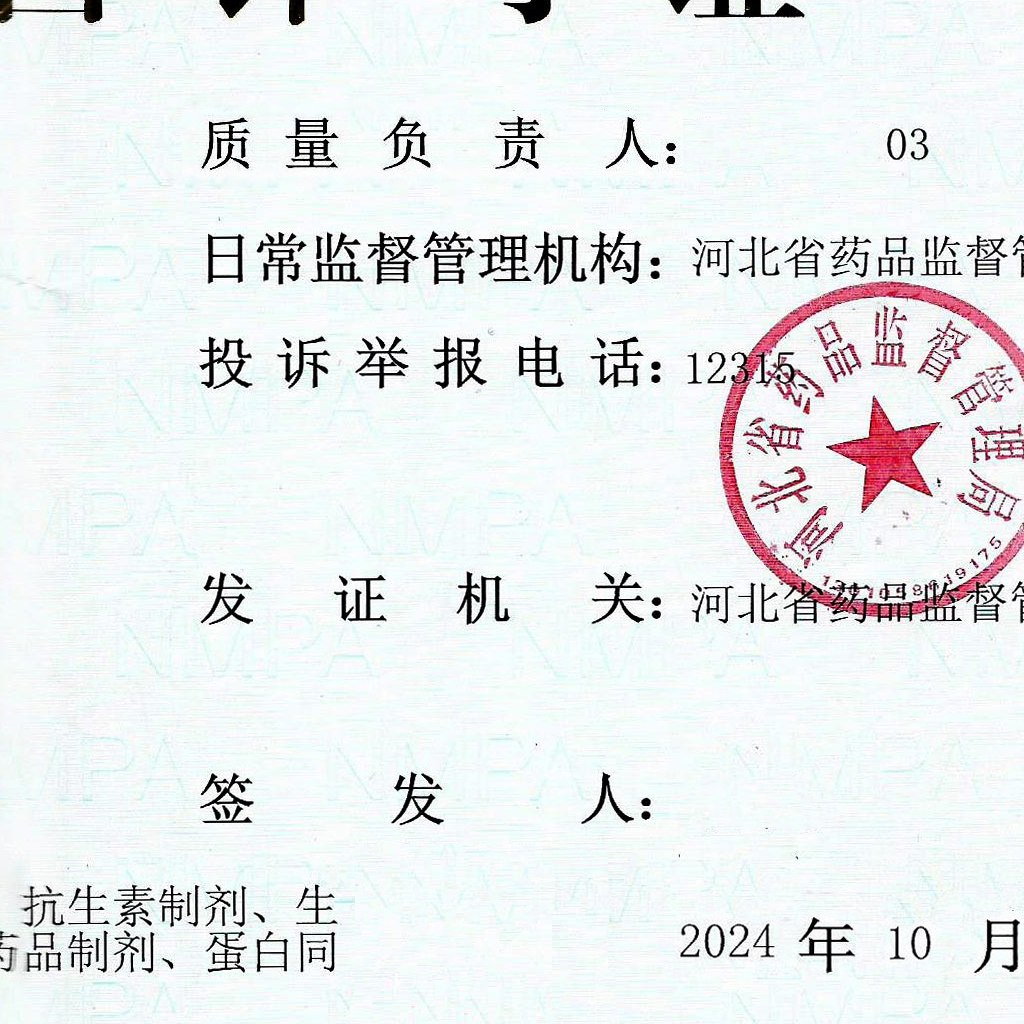 质量负责人： 03
日常监督管理机构：河北省药品监督管
投诉举报电话：12315
河北省药品监督管理局
发证机关：河北省药品监督管
签发人：
抗生素制剂、生
药品制剂、蛋白同
2024 年 10 月
NMPA